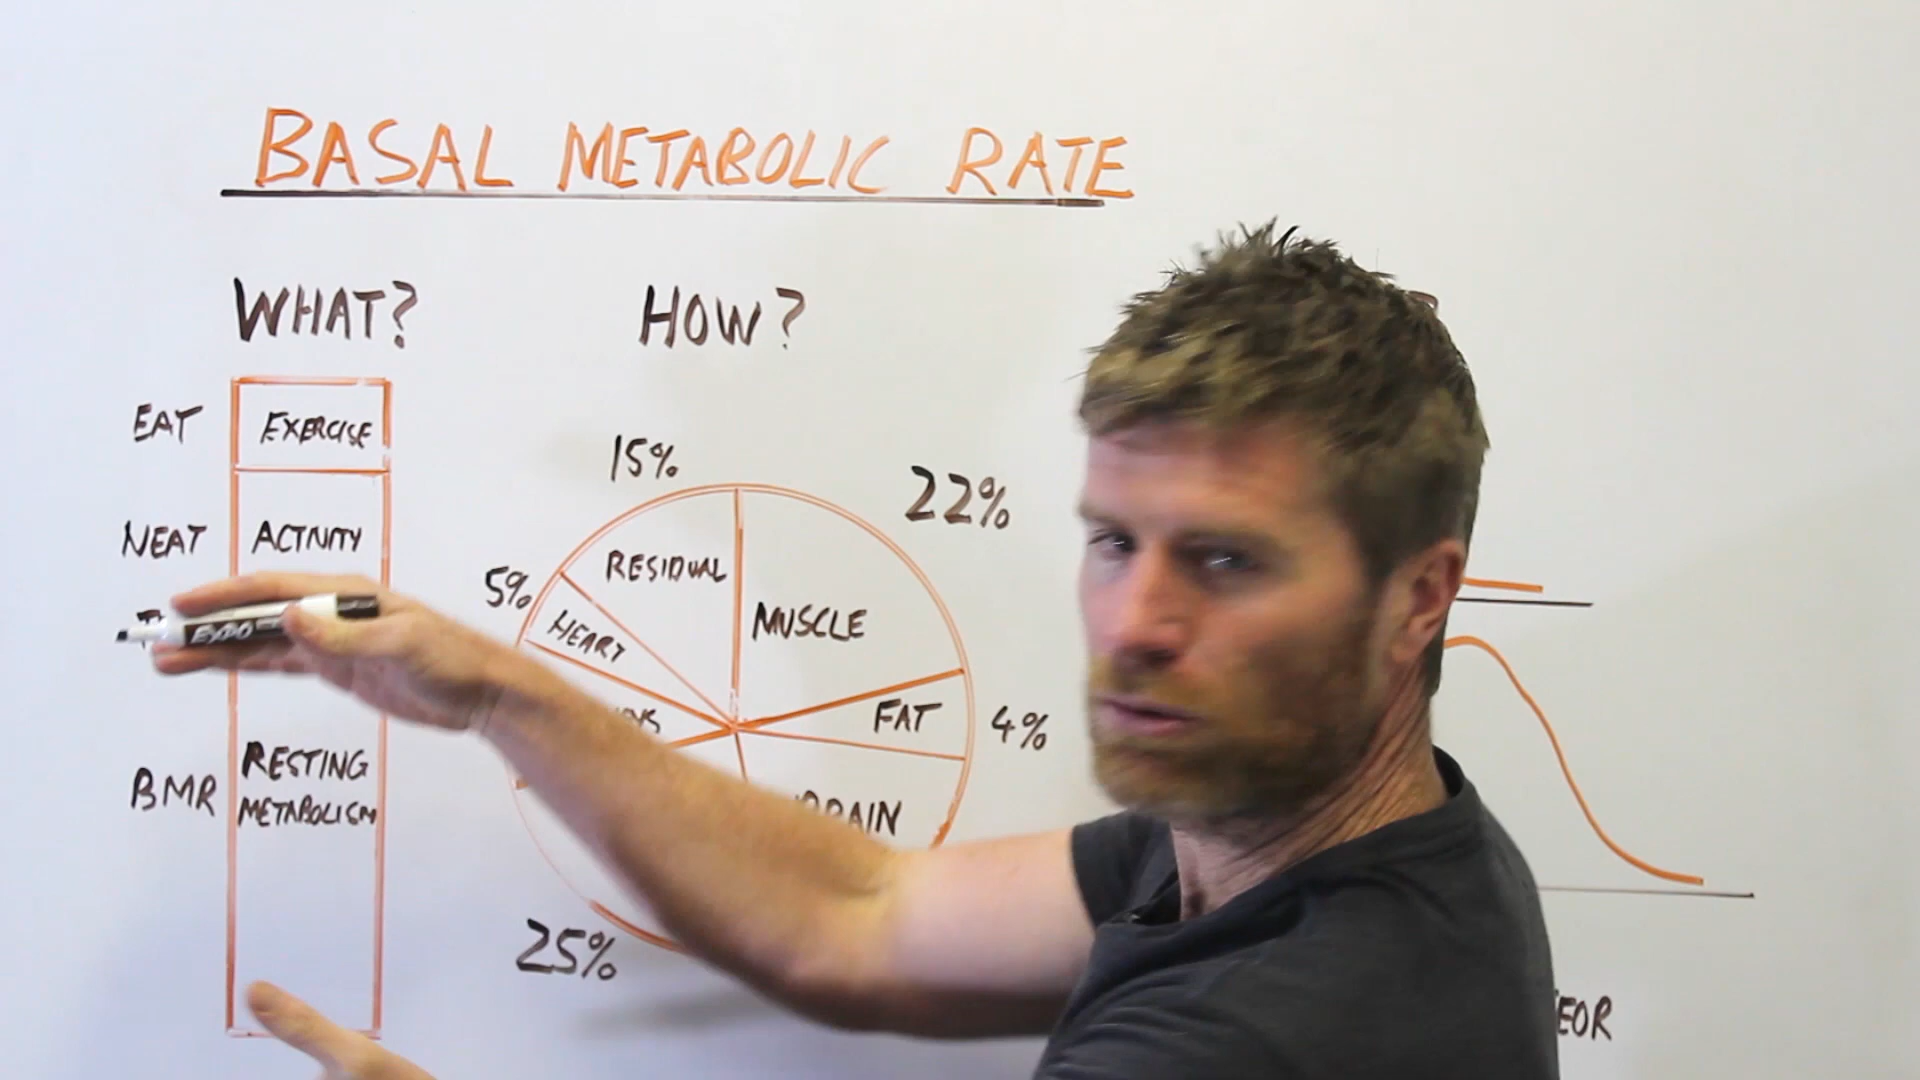 BASAL METABOLIC RATE
WHAT?
HOW?
EAT
EXERCISE
NEAT
ACTIVITY
BMR
RESTING
METABOLISM
15%
22%
5%
RESIDUAL
HEART
MUSCLE
FAT
4%
25%
EXPO